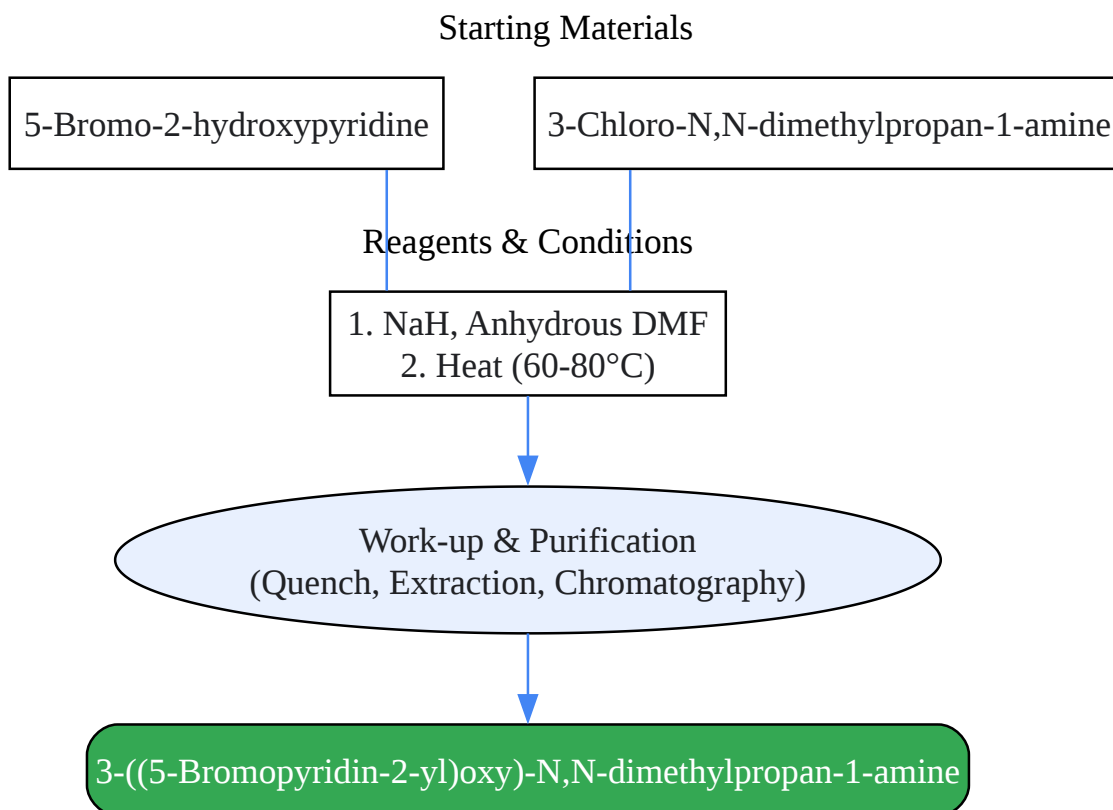 Starting Materials
5-Bromo-2-hydroxypyridine
3-Chloro-N,N-dimethylpropan-1-amine
Reagents & Conditions
1. NaH, Anhydrous DMF
2. Heat (60-80°C)
Work-up & Purification
(Quench, Extraction, Chromatography)
3-((5-Bromopyridin-2-yl)oxy)-N,N-dimethylpropan-1-amine